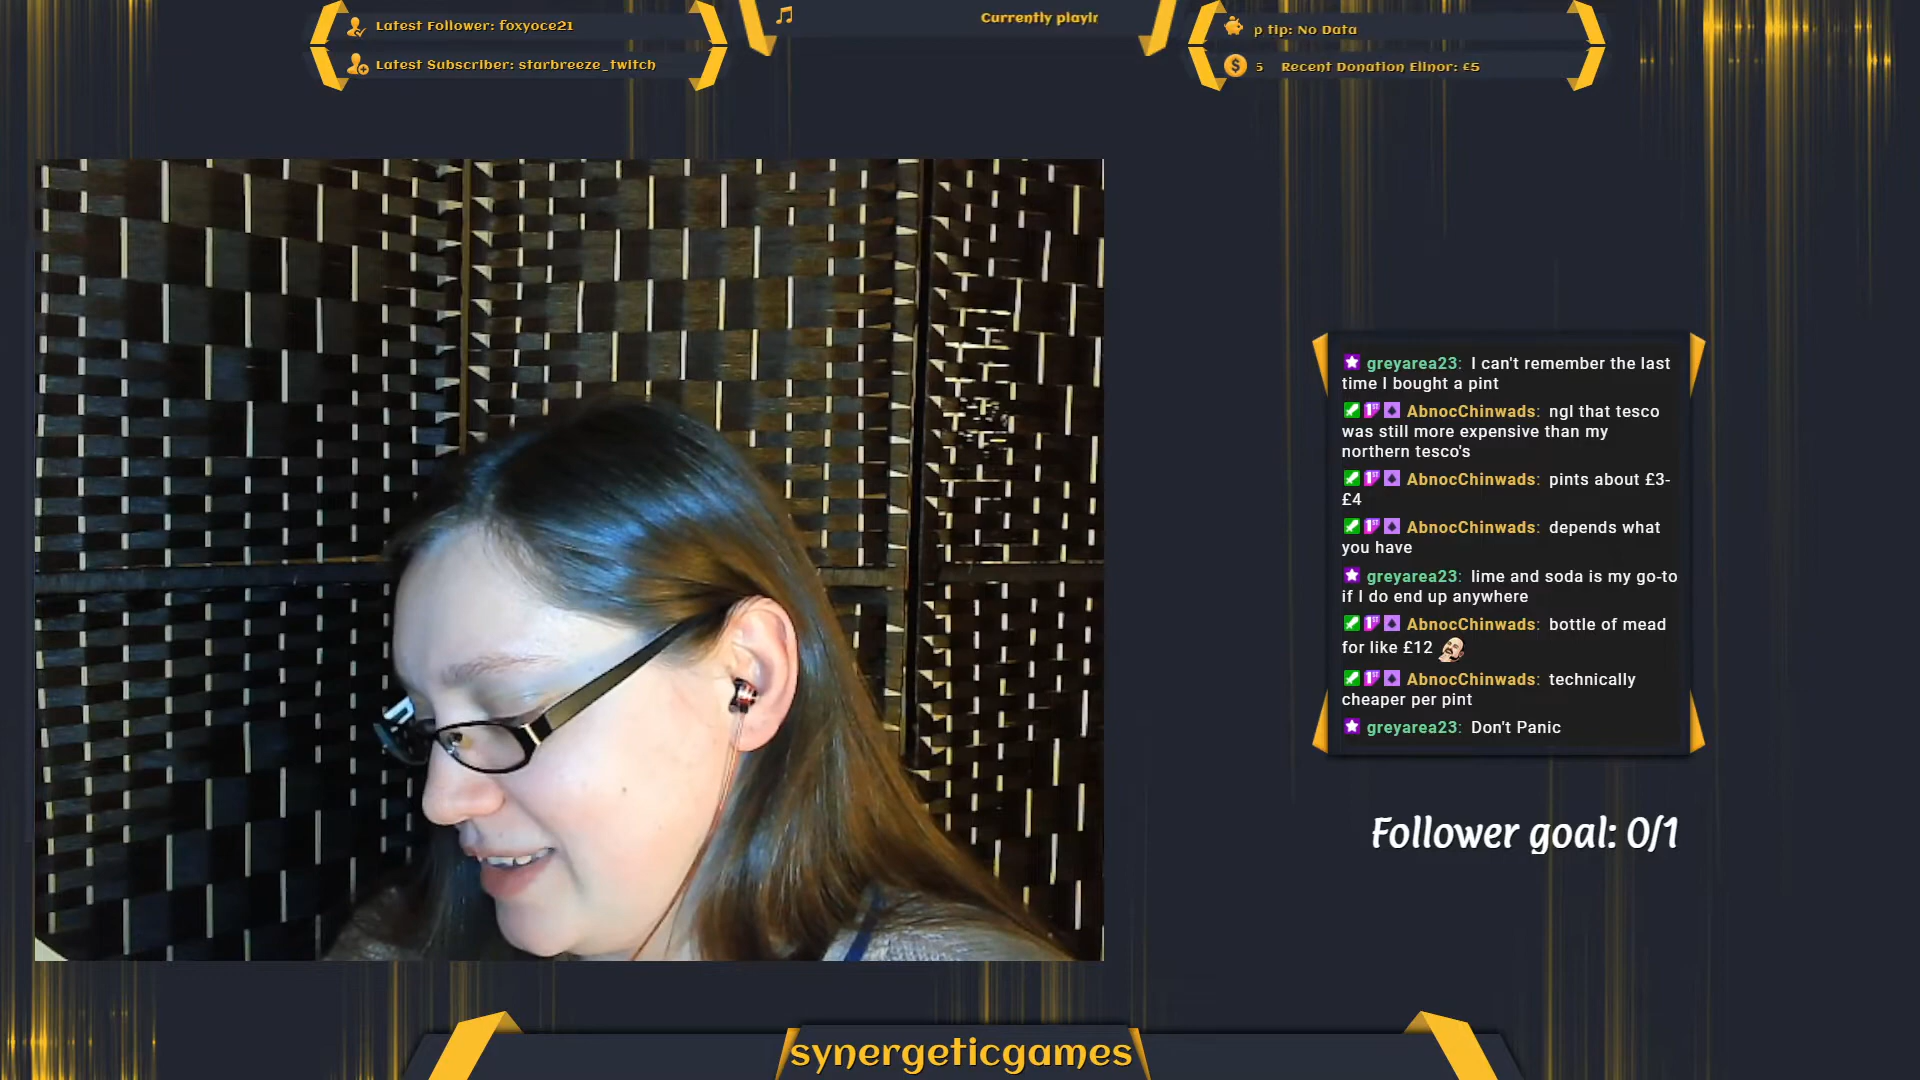 Latest Follower: foxyoce21
Latest Subscriber: starbreeze_twitch
Currently playir
p tip: No Data
5 Recent Donation Elinor: £5
greyarea23: I can't remember the last
time I bought a pint
AbnocChinwads: ngl that tesco
was still more expensive than my
northern tesco's
AbnocChinwads: pints about £3-
£4
AbnocChinwads: depends what
you have
greyarea23: lime and soda is my go-to
if I do end up anywhere
AbnocChinwads: bottle of mead
for like £12
AbnocChinwads: technically
cheaper per pint
greyarea23: Don't Panic
Follower goal: 0/1
synergeticgames